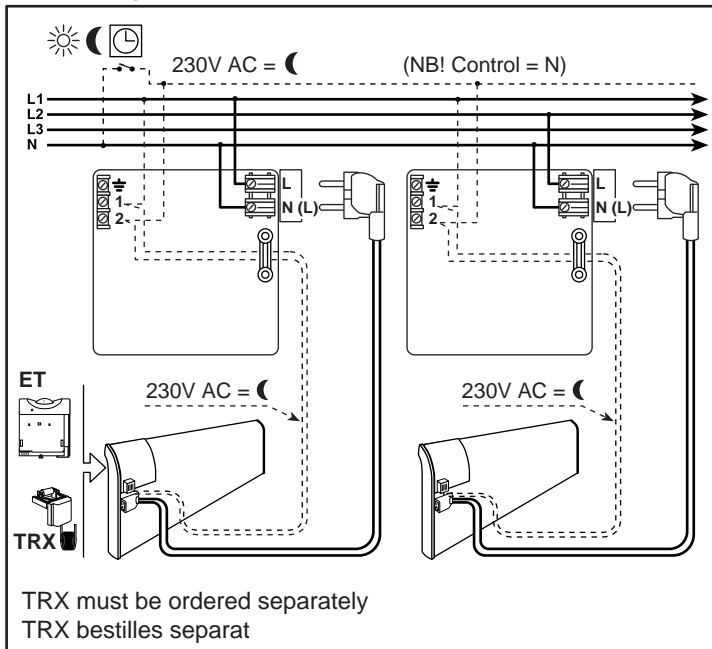 230V AC = (NB! Control = N)
L1
L2
L3
N
L L
1 N (L) 1 N (L)
2 2
ET
230V AC = 230V AC =
TRX
TRX must be ordered separately
TRX bestilles separat